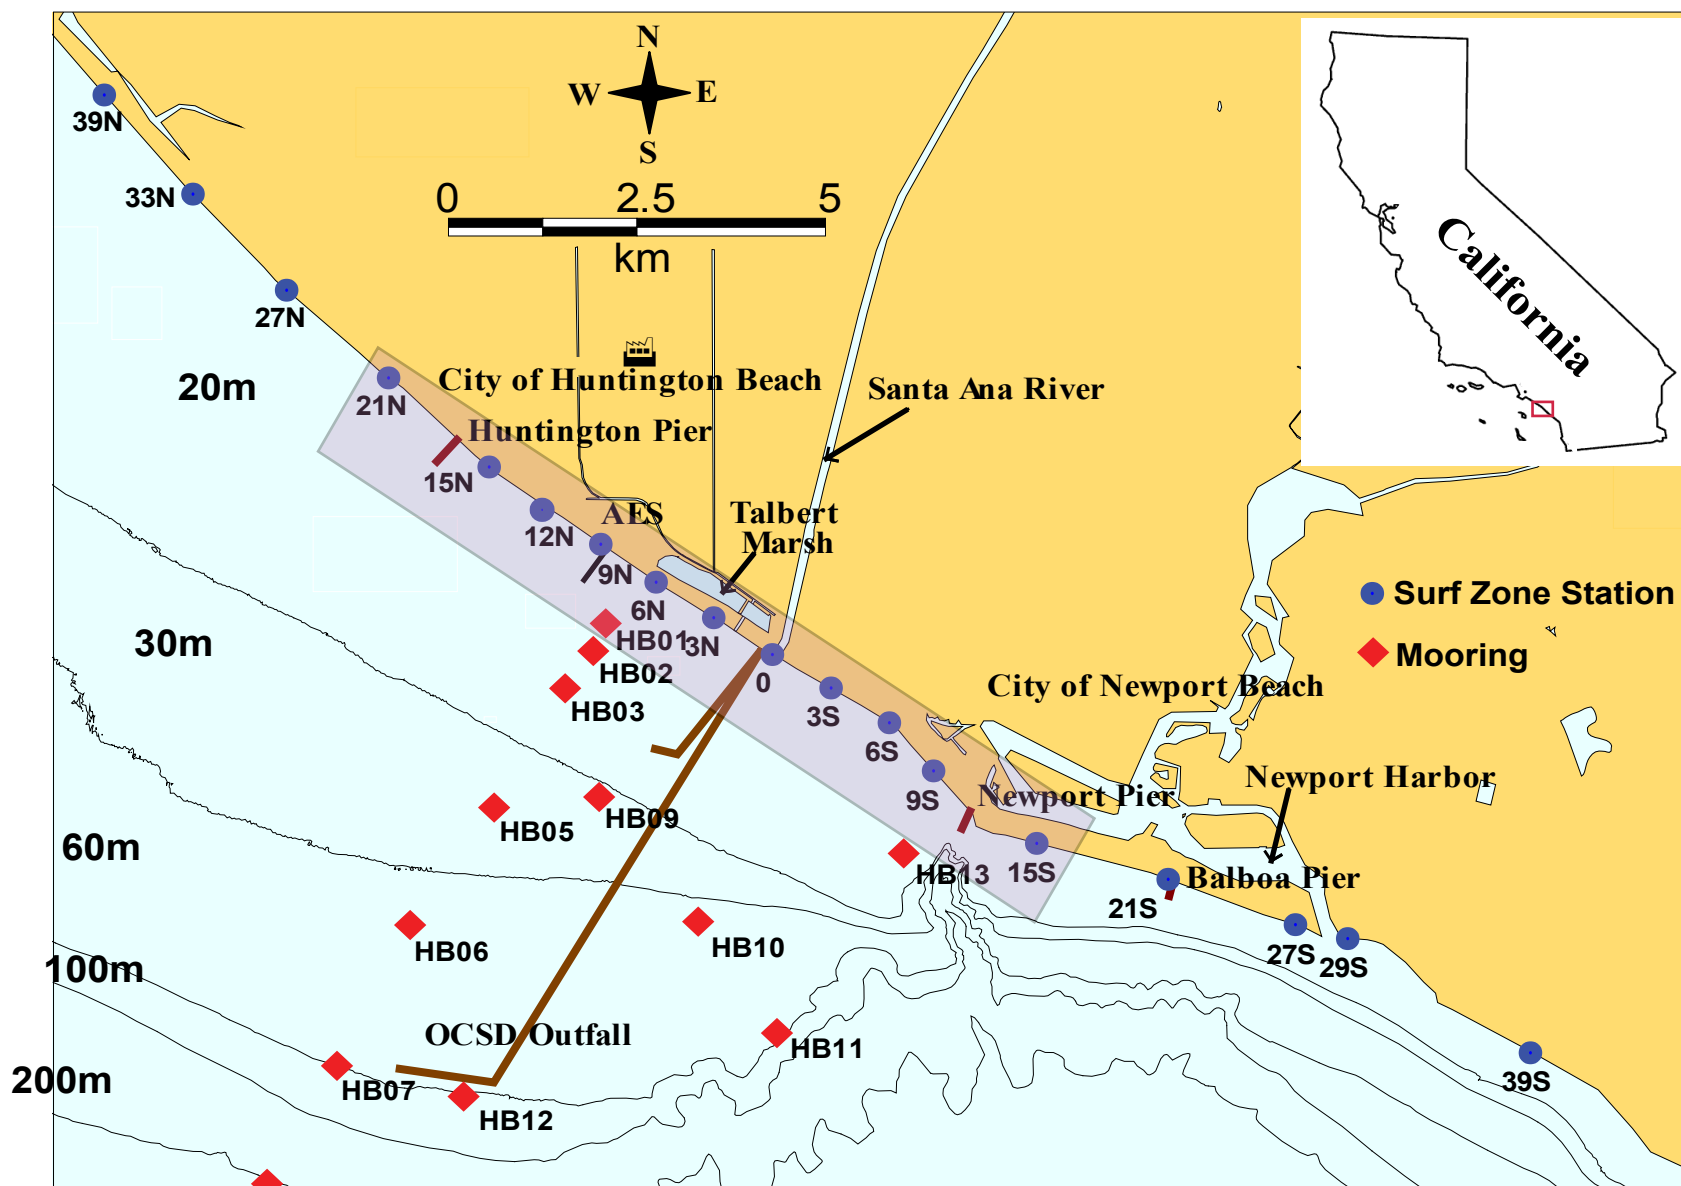 N
W
E
S
0
2.5
5
km
California
39N
33N
27N
20m
City of Huntington Beach
21N
Santa Ana River
Huntington Pier
15N
AES
Talbert
Marsh
12N
9N
6N
Surf Zone Station
3N
HB01
30m
Mooring
HB02
0
City of Newport Beach
HB03
3S
6S
Newport Harbor
9S
Newport Pier
HB05
HB09
60m
HB13
15S
Balboa Pier
21S
HB06
HB10
27S
29S
100m
OCSD Outfall
HB11
39S
200m
HB07
HB12